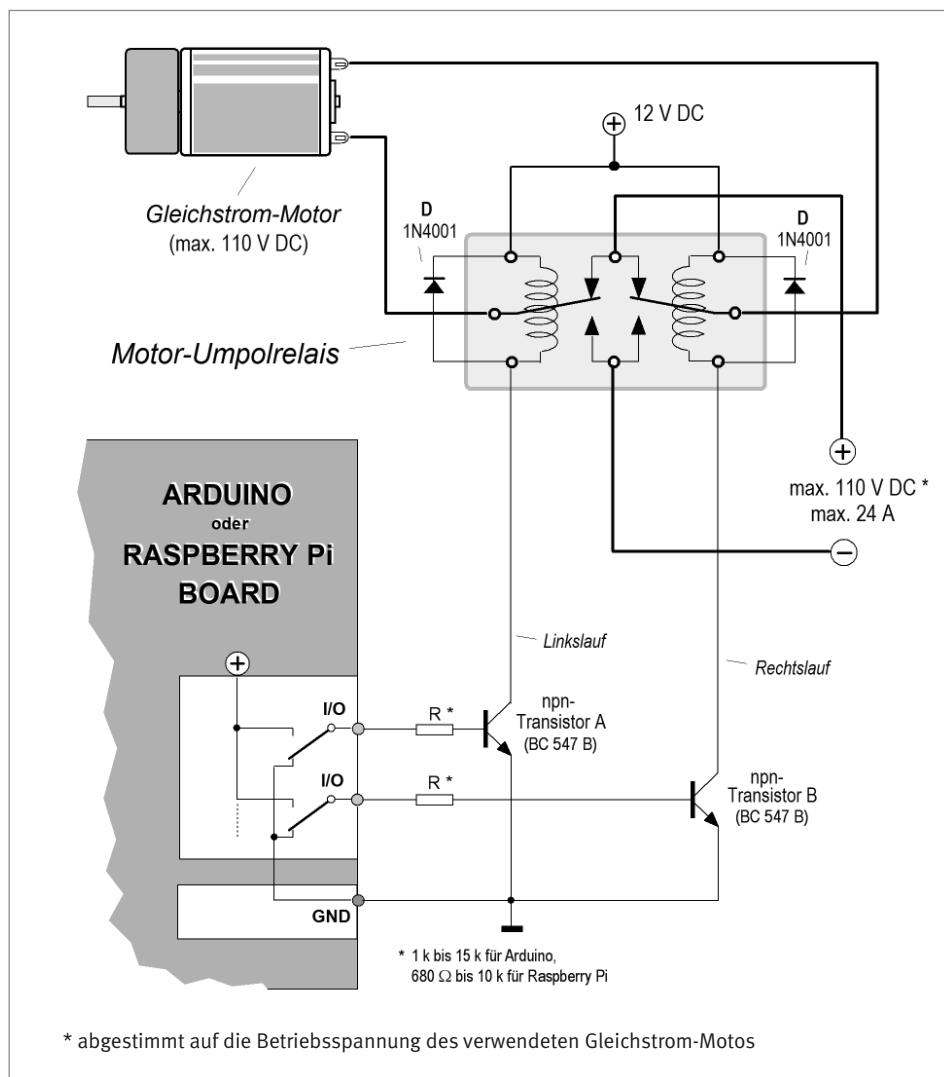 12 V DC
Gleichstrom-Motor
(max. 110 V DC)
D
1N4001
D
1N4001
Motor-Umpolrelais
max. 110 V DC *
max. 24 A
ARDUINO
oder
RASPBERRY Pi
BOARD
Linkslauf
Rechtslauf
I/O
R *
npn-
Transistor A
(BC 547 B)
I/O
R *
npn-
Transistor B
(BC 547 B)
GND
* 1 k bis 15 k für Arduino,
680 Ω bis 10 k für Raspberry Pi
* abgestimmt auf die Betriebsspannung des verwendeten Gleichstrom-Motos